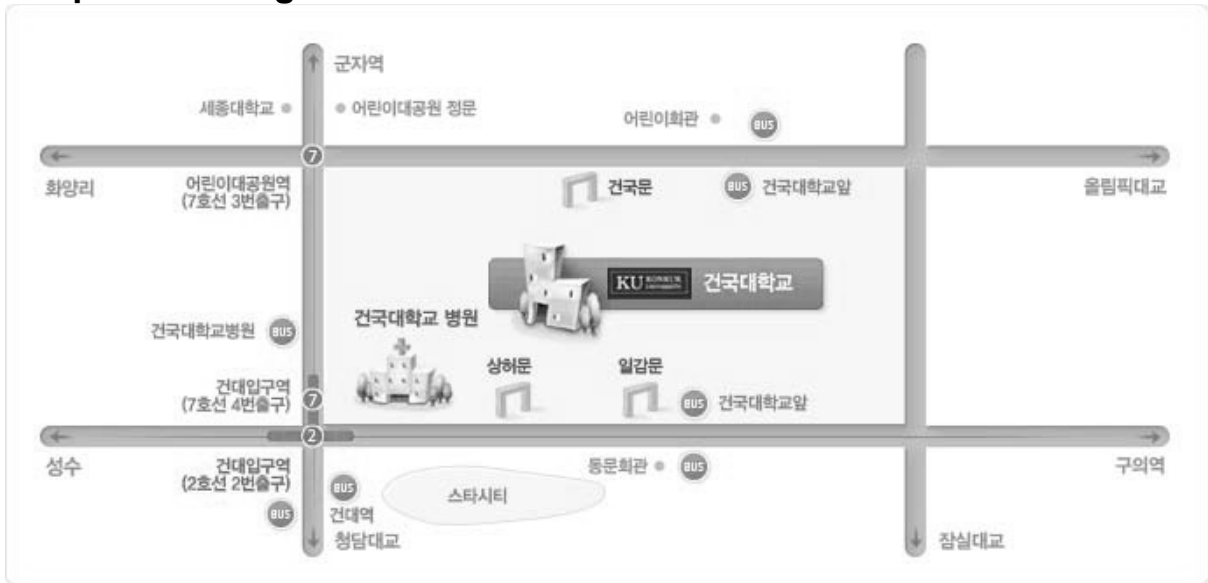 군자역
세종대학교
어린이대공원 정문
어린이회관
BUS
7
화양리
어린이대공원역
(7호선 3번출구)
건국문
BUS
건국대학교앞
올림픽대교
KU KONKUK UNIVERSITY
건국대학교
건국대학교병원
BUS
건국대학교 병원
상허문
일감문
건대입구역
(7호선 4번출구)
7
BUS
건국대학교앞
2
성수
건대입구역
(2호선 2번출구)
BUS
BUS
건대역
스타시티
동문회관
BUS
구의역
청담대교
잠실대교